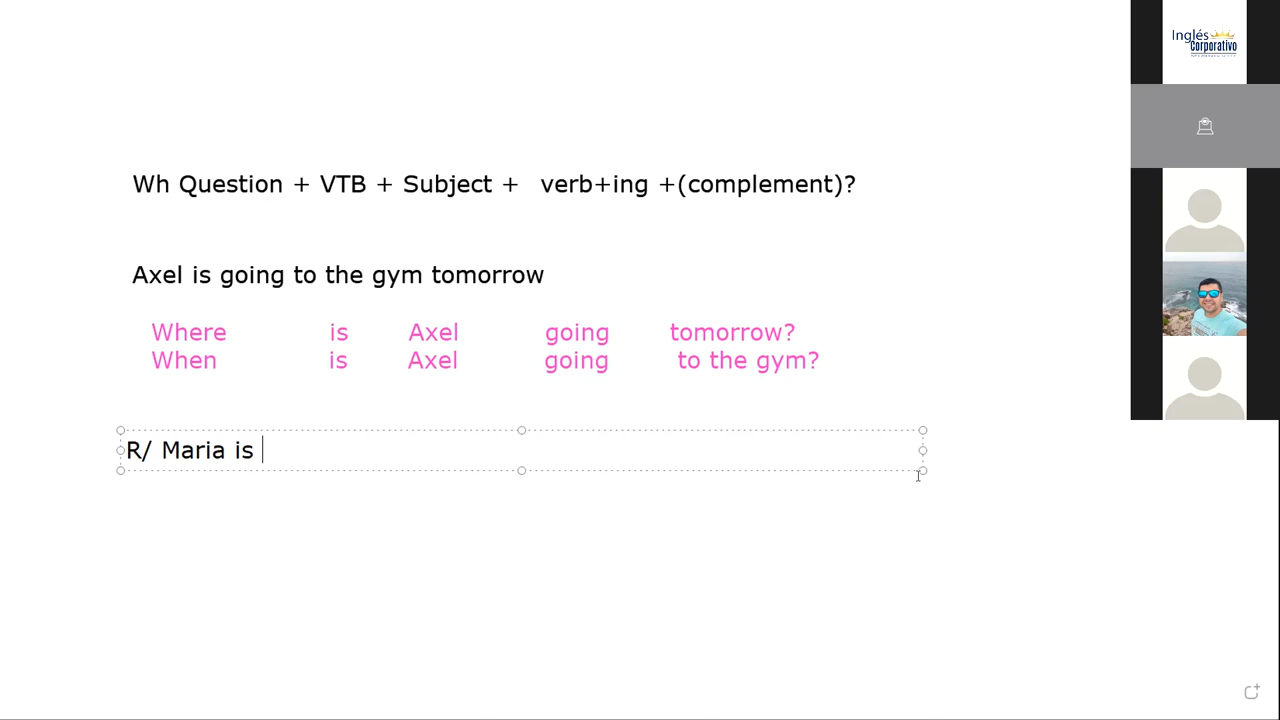 Inglés
Corporativo
Wh Question + VTB + Subject + verb+ing +(complement)?
Axel is going to the gym tomorrow
Where is Axel going tomorrow?
When is Axel going to the gym?
R/ Maria is